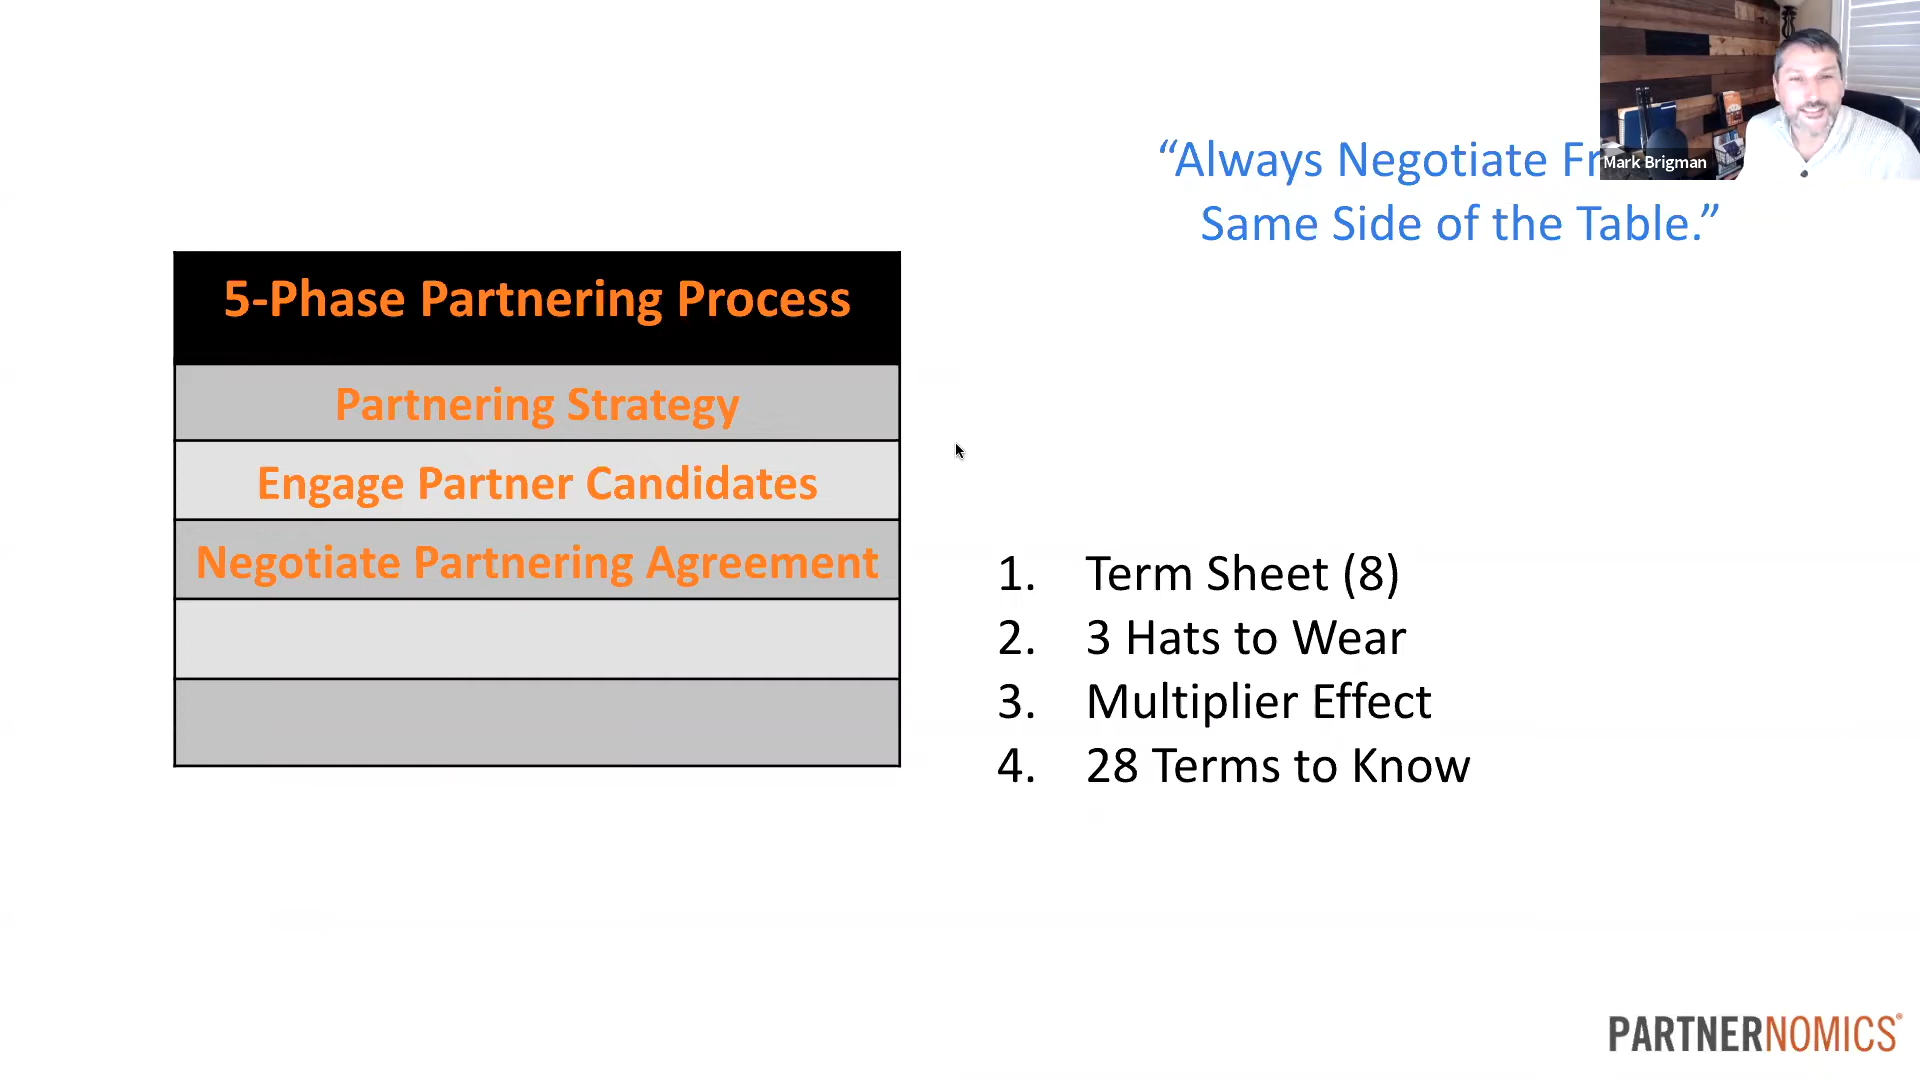 “Always Negotiate Fr
Mark Brigman
Same Side of the Table.”
5-Phase Partnering Process
Partnering Strategy
Engage Partner Candidates
Negotiate Partnering Agreement
1. Term Sheet (8)
2. 3 Hats to Wear
3. Multiplier Effect
4. 28 Terms to Know
PARTNERNOMICS®